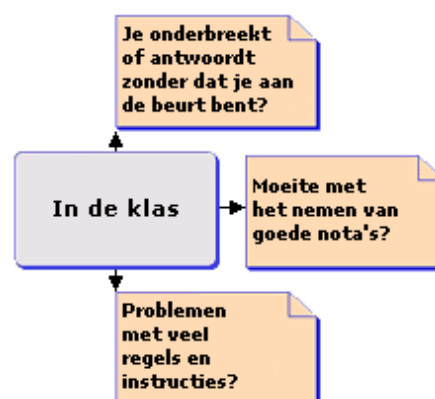 Je onderbreekt
of antwoordt
zonder dat je aan
de beurt bent?
In de klas
Moeite met
het nemen van
goede nota's?
Problemen
met veel
regels en
instructies?